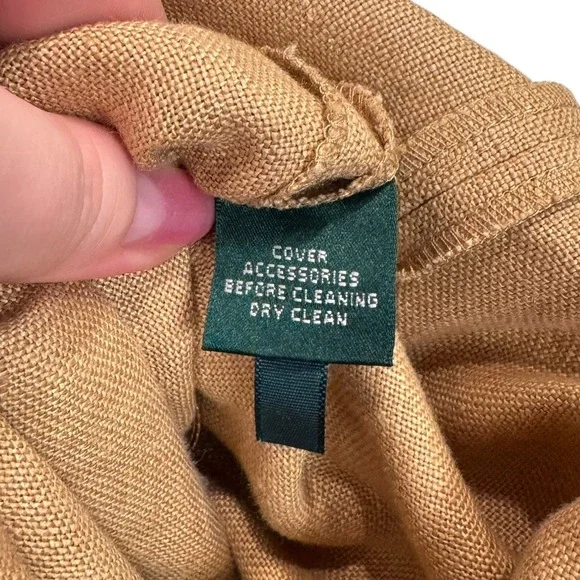 COVER
ACCESSORIES
BEFORE CLEANING
DRY CLEAN